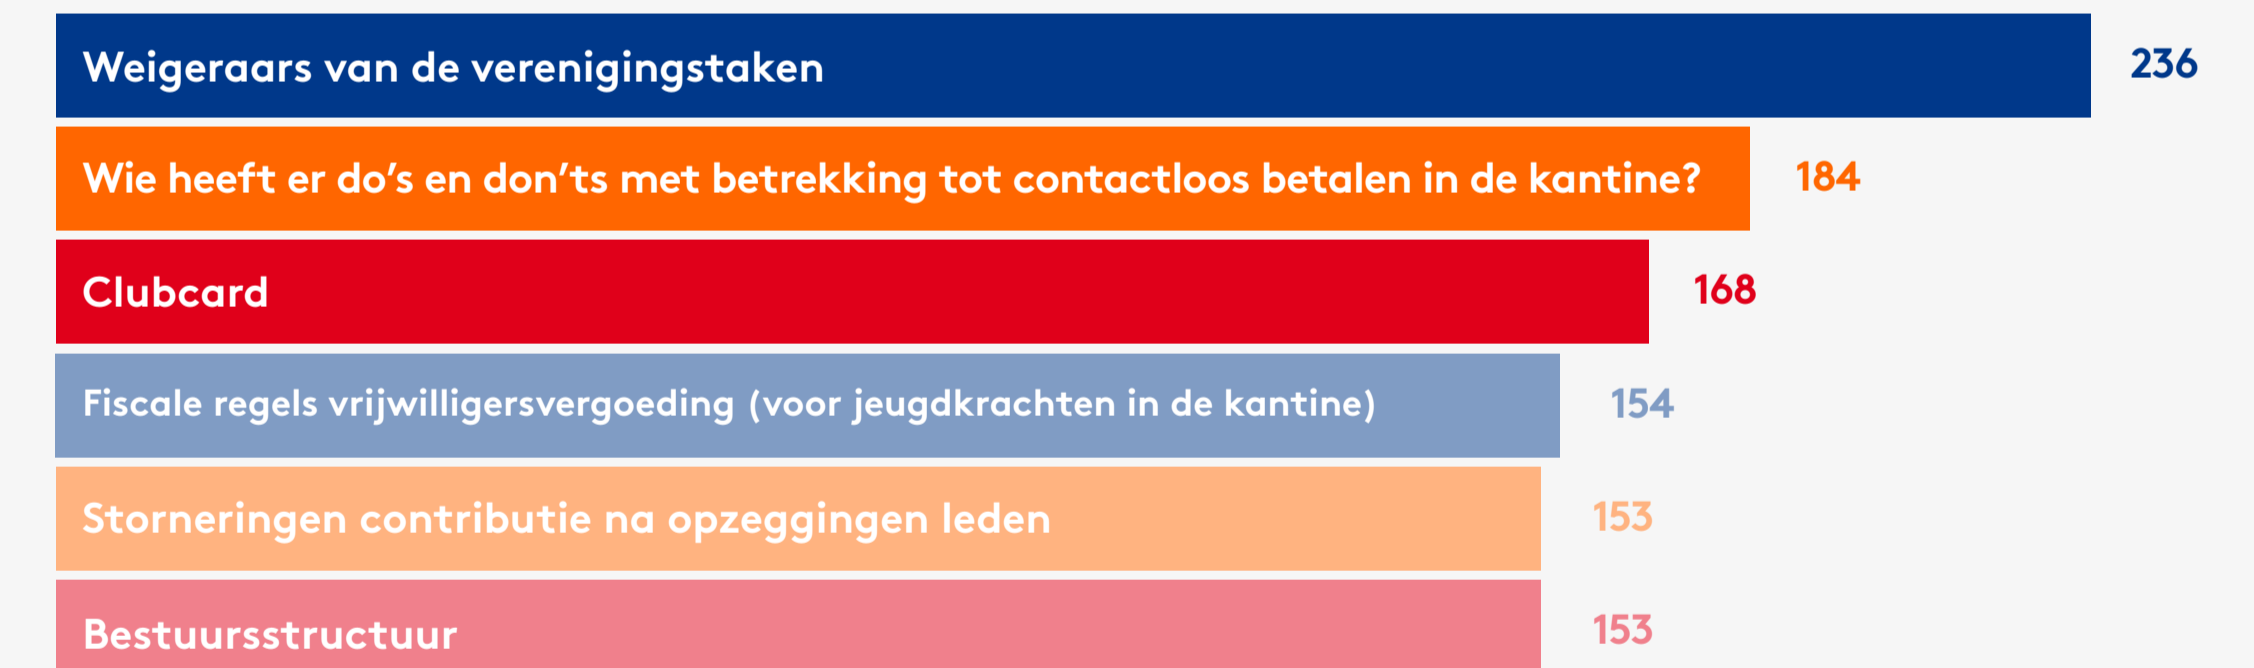 Weigeraars van de verenigingstaken 236
Wie heeft er do’s en don’ts met betrekking tot contactloos betalen in de kantine? 184
Clubcard 168
Fiscale regels vrijwilligersvergoeding (voor jeugdkrachten in de kantine) 154
Storneringen contributie na opzeggingen leden 153
Bestuursstructuur 153